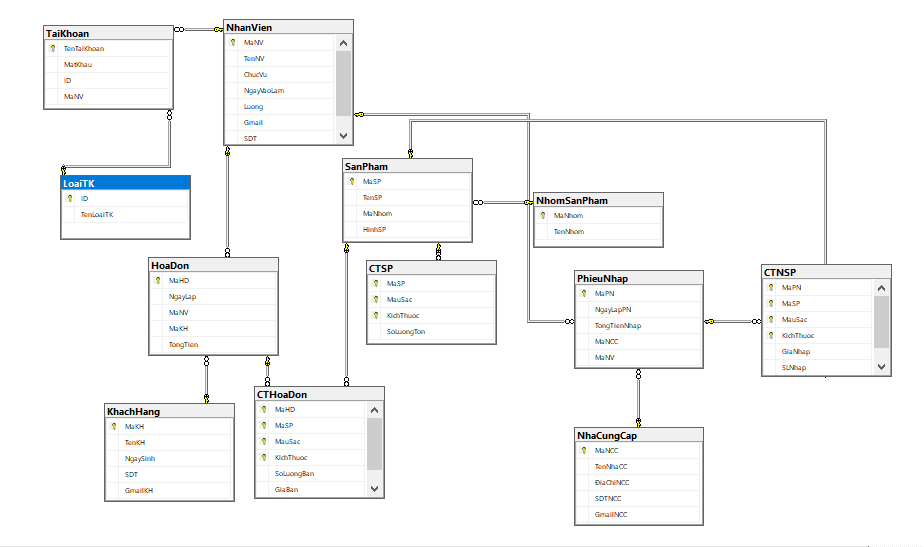 TaiKhoan
TenTaiKhoan
MatKhau
ID
MaNV
NhanVien
MaNV
TenNV
ChucVu
NgayVaoLam
Luong
Gmail
SDT
LoaiTK
ID
TenLoaiTK
SanPham
MaSP
TenSP
MaNhom
HinhSP
NhomSanPham
MaNhom
TenNhom
HoaDon
MaHD
NgayLap
MaNV
MaKH
TongTien
CTSP
MaSP
MauSac
KichThuoc
SoLuongTon
PhieuNhap
MaPN
NgayLapPN
TongTienNhap
MaNCC
MaNV
CTNSP
MaPN
MaSP
MauSac
KichThuoc
GiaNhap
SLNhap
KhachHang
MaKH
TenKH
NgaySinh
SDT
GmailKH
CTHoaDon
MaHD
MaSP
MauSac
KichThuoc
SoLuongBan
GiaBan
NhaCungCap
MaNCC
TenNhaCC
ĐiaChiNCC
SDTNCC
GmailNCC